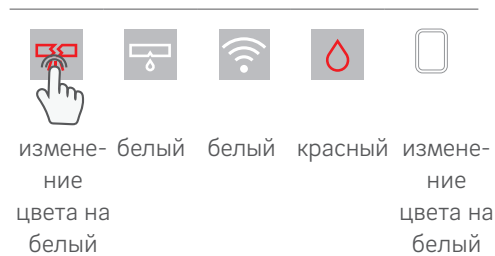 измене- белый белый красный измене-
ние ние
цвета на цвета на
белый белый